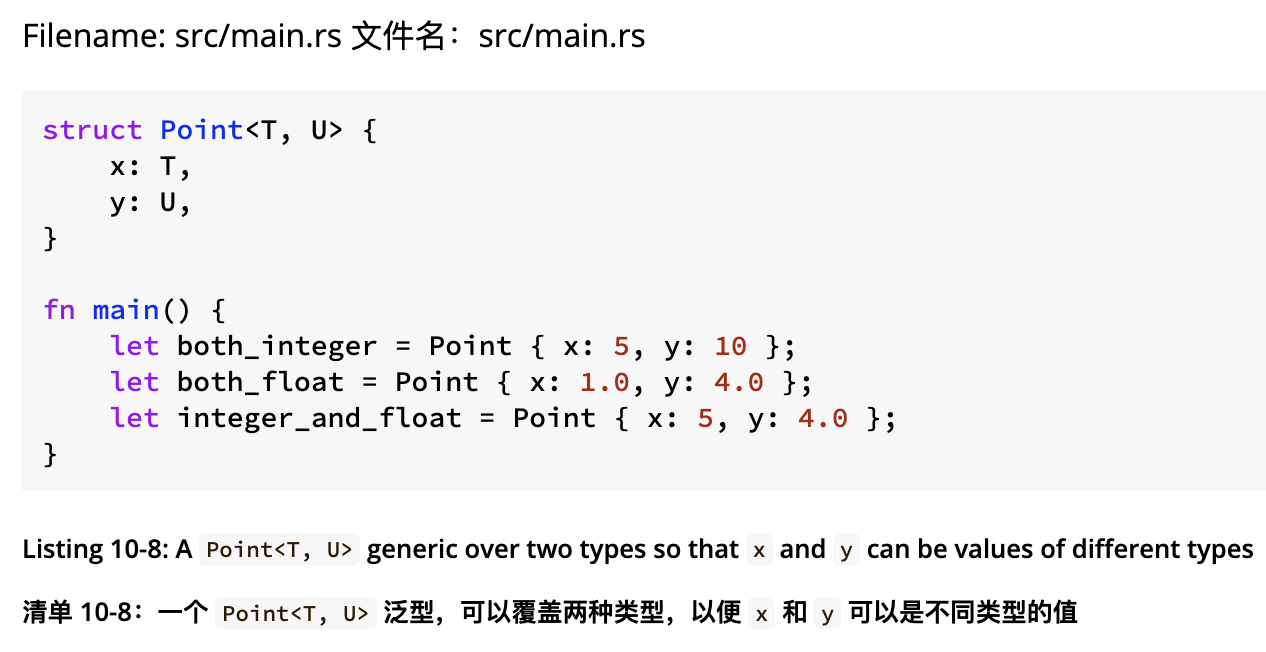 Filename: src/main.rs 文件名：src/main.rs
struct Point<T, U> {
    x: T,
    y: U,
}
fn main() {
    let both_integer = Point { x: 5, y: 10 };
    let both_float = Point { x: 1.0, y: 4.0 };
    let integer_and_float = Point { x: 5, y: 4.0 };
}
Listing 10-8: A Point<T, U> generic over two types so that x and y can be values of different types
清单 10-8：一个 Point<T, U> 泛型，可以覆盖两种类型，以便 x 和 y 可以是不同类型的值